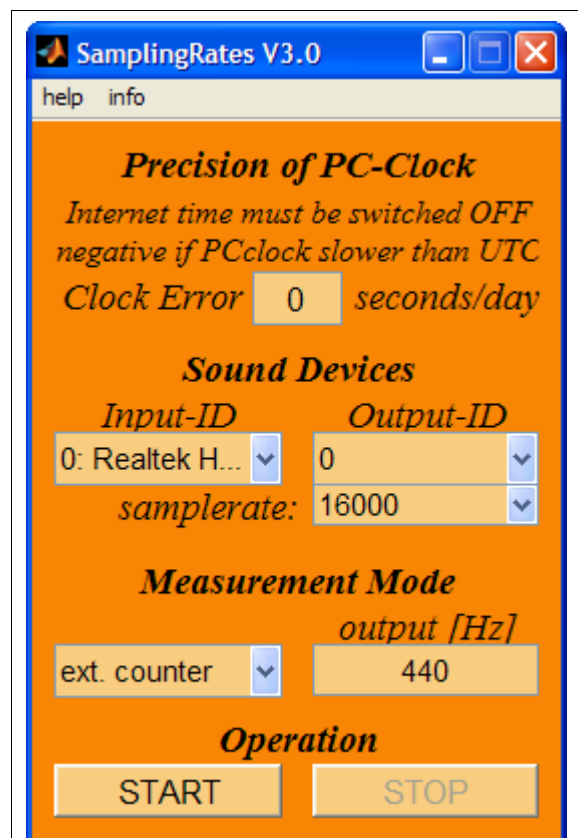 SamplingRates V3.0
help info
Precision of PC-Clock
Internet time must be switched OFF
negative if PCclock slower than UTC
Clock Error 0 seconds/day
Sound Devices
Input-ID Output-ID
0: Realtek H... 0
samplerate: 16000
Measurement Mode
output [Hz]
ext. counter 440
Operation
START STOP